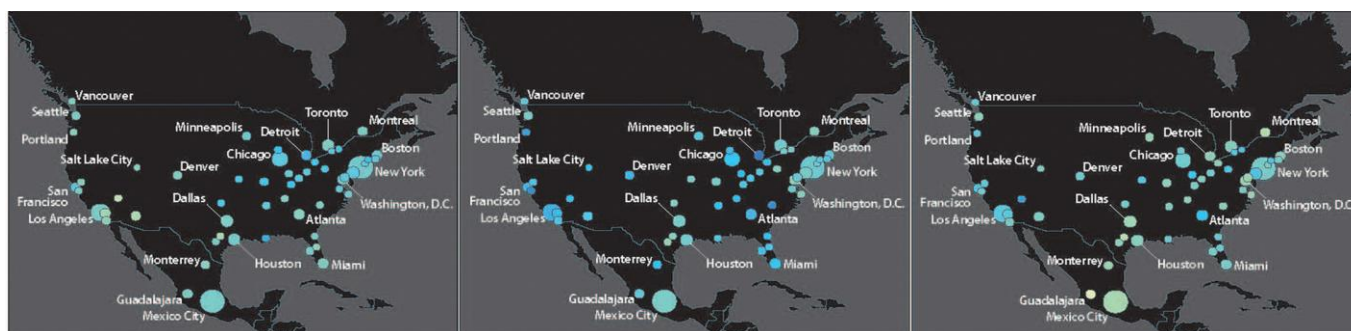 Vancouver
Seattle
Portland
Minneapolis
Toronto
Detroit
Montreal
Salt Lake City
Denver
Chicago
Boston
New York
San
Francisco
Los Angeles
Dallas
Atlanta
Washington, D.C.
Monterrey
Houston
Miami
Guadalajara
Mexico City
Vancouver
Seattle
Portland
Minneapolis
Toronto
Detroit
Montreal
Salt Lake City
Denver
Chicago
Boston
New York
San
Francisco
Los Angeles
Dallas
Atlanta
Washington, D.C.
Monterrey
Houston
Miami
Guadalajara
Mexico City
Vancouver
Seattle
Portland
Minneapolis
Toronto
Detroit
Montreal
Salt Lake City
Denver
Chicago
Boston
New York
San
Francisco
Los Angeles
Dallas
Atlanta
Washington, D.C.
Monterrey
Houston
Miami
Guadalajara
Mexico City